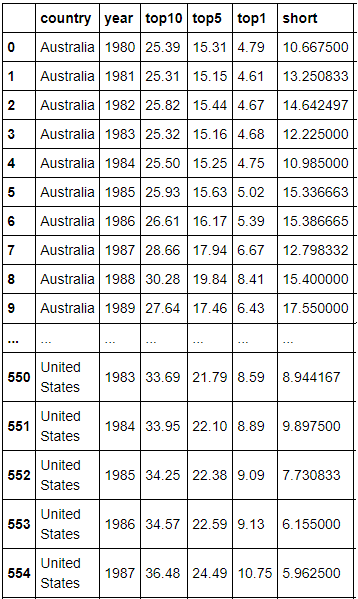 country year top10 top5 top1 short
0 Australia 1980 25.39 15.31 4.79 10.667500
1 Australia 1981 25.31 15.15 4.61 13.250833
2 Australia 1982 25.82 15.44 4.67 14.642497
3 Australia 1983 25.32 15.16 4.68 12.225000
4 Australia 1984 25.50 15.25 4.75 10.985000
5 Australia 1985 25.93 15.63 5.02 15.336663
6 Australia 1986 26.61 16.17 5.39 15.386665
7 Australia 1987 28.66 17.94 6.67 12.798332
8 Australia 1988 30.28 19.84 8.41 15.400000
9 Australia 1989 27.64 17.46 6.43 17.550000
... ... ... ... ... ... ...
550 United States 1983 33.69 21.79 8.59 8.944167
551 United States 1984 33.95 22.10 8.89 9.897500
552 United States 1985 34.25 22.38 9.09 7.730833
553 United States 1986 34.57 22.59 9.13 6.155000
554 United States 1987 36.48 24.49 10.75 5.962500